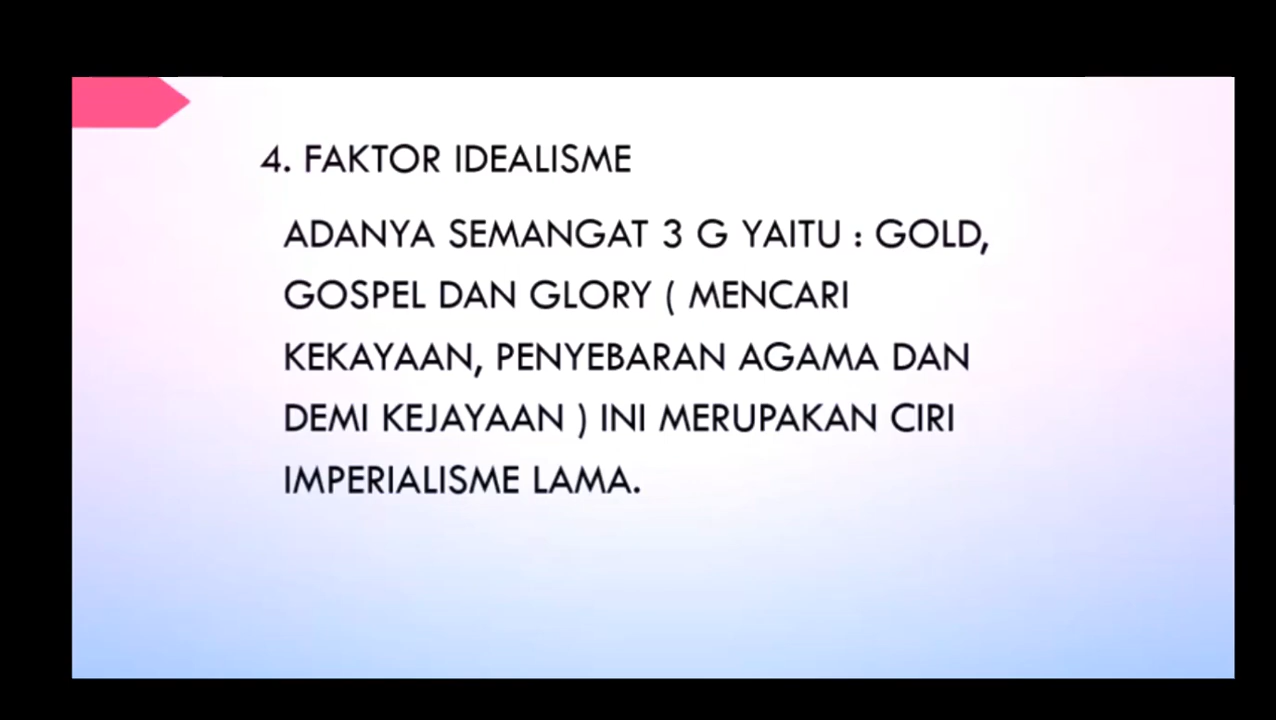 4. FAKTOR IDEALISME
ADANYA SEMANGAT 3 G YAITU : GOLD,
GOSPEL DAN GLORY ( MENCARI
KEKAYAAN, PENYEBARAN AGAMA DAN
DEMI KEJAYAAN ) INI MERUPAKAN CIRI
IMPERIALISME LAMA.